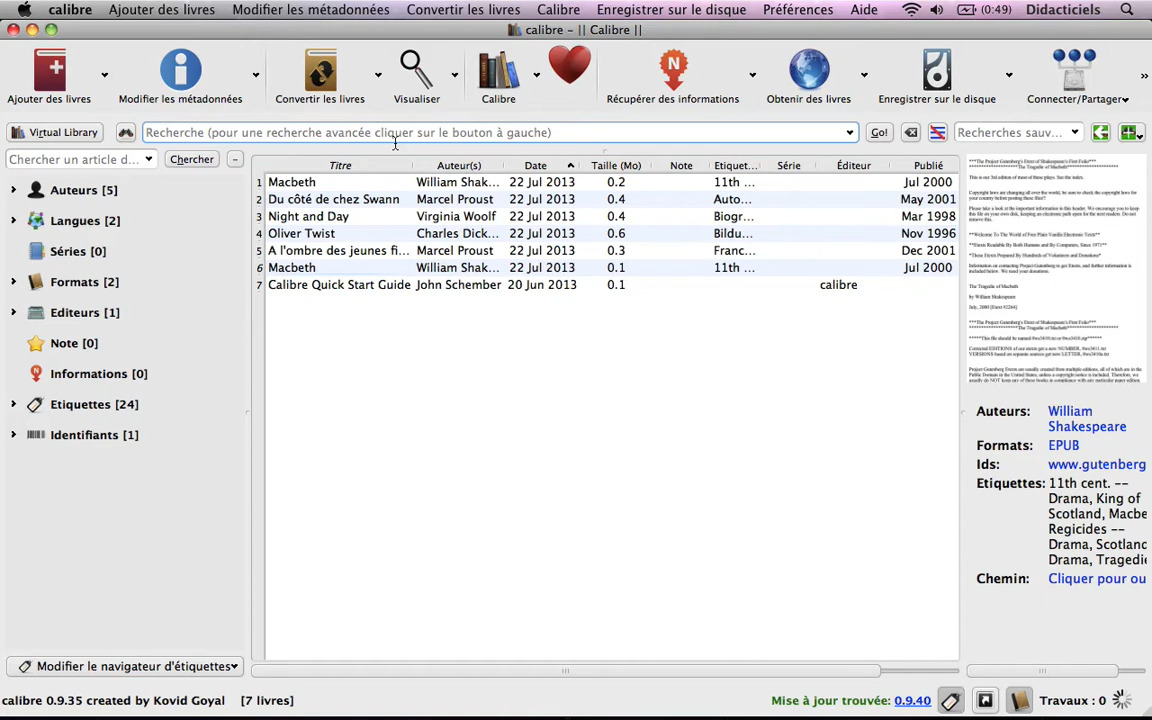 calibre Ajouter des livres Modifier les métadonnées Convertir les livres Calibre Enregistrer sur le disque Préférences Aide (0:49) Didacticiels
calibre - || Calibre ||
Ajouter des livres Modifier les métadonnées Convertir les livres Visualiser Calibre Récupérer des informations Obtenir des livres Enregistrer sur le disque Connecter/Partager »
Virtual Library Recherche (pour une recherche avancée cliquer sur le bouton à gauche) Go! Recherches sauv...
Chercher un article d... Chercher -
Titre Auteur(s) Date Taille (Mo) Note Etiquet... Série Éditeur Publié
1 Macbeth William Shak... 22 Jul 2013 0.2 11th ... Jul 2000
2 Du côté de chez Swann Marcel Proust 22 Jul 2013 0.4 Auto... May 2001
3 Night and Day Virginia Woolf 22 Jul 2013 0.4 Biogr... Mar 1998
4 Oliver Twist Charles Dick... 22 Jul 2013 0.6 Bildu... Nov 1996
5 A l'ombre des jeunes fi... Marcel Proust 22 Jul 2013 0.3 Franc... Dec 2001
6 Macbeth William Shak... 22 Jul 2013 0.1 11th ... Jul 2000
7 Calibre Quick Start Guide John Schember 20 Jun 2013 0.1 calibre
Auteurs [5]
Langues [2]
Séries [0]
Formats [2]
Editeurs [1]
Note [0]
Informations [0]
Etiquettes [24]
Identifiants [1]
The Tragedie of Macbeth
by William Shakespeare
Auteurs: William
Shakespeare
Formats: EPUB
Ids: www.gutenberg
Etiquettes: 11th cent. --
Drama, King of
Scotland, Macbe
Regicides --
Drama, Scotland
Drama, Tragedie
Chemin: Cliquer pour ou
Modifier le navigateur d'étiquettes
calibre 0.9.35 created by Kovid Goyal [7 livres] Mise à jour trouvée: 0.9.40 Travaux : 0